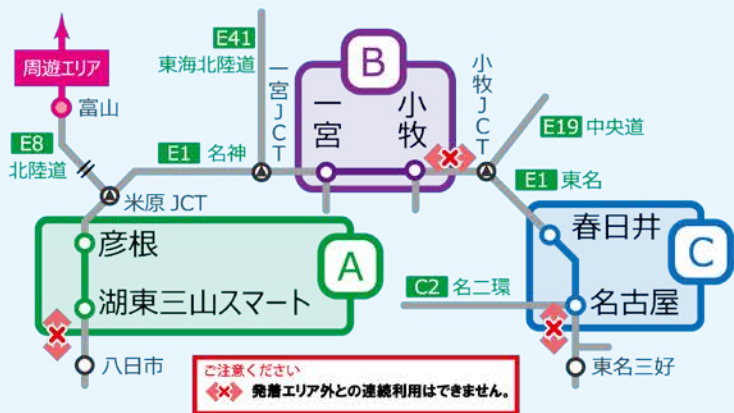 周遊エリア
富山
E8
北陸道
E41
東海北陸道
一宮JCT
E1 名神
米原 JCT
B
一宮
小牧
小牧JCT
E19 中央道
E1 東名
A
彦根
湖東三山スマート
八日市
C
春日井
C2 名二環
名古屋
東名三好
ご注意ください
発着エリア外との連続利用はできません。